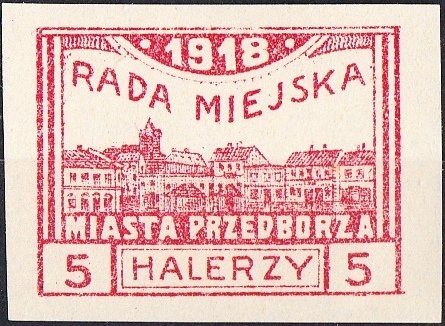 1918
RADA MIEJSKA
MIASTA PRZEDBORZA
5 HALERZY 5